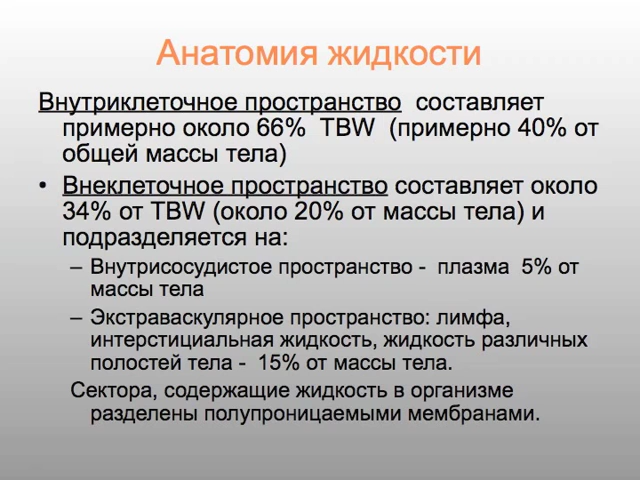 Анатомия жидкости
Внутриклеточное пространство составляет
примерно около 66% TBW (примерно 40% от
общей массы тела)
• Внеклеточное пространство составляет около
34% от TBW (около 20% от массы тела) и
подразделяется на:
– Внутрисосудистое пространство - плазма 5% от
массы тела
– Экстраваскулярное пространство: лимфа,
интерстициальная жидкость, жидкость различных
полостей тела - 15% от массы тела.
Сектора, содержащие жидкость в организме
разделены полупроницаемыми мембранами.